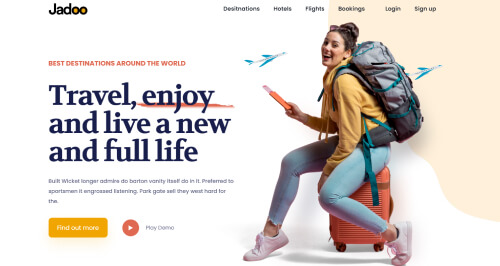 Jadoo
Desitnations Hotels Flights Bookings Login Sign up
BEST DESTINATIONS AROUND THE WORLD
Travel, enjoy
and live a new
and full life
Built Wicket longer admire do barton vanity itself do in it. Preferred to
sportsmen it engrossed listening. Park gate sell they west hard for
the.
Find out more Play Demo